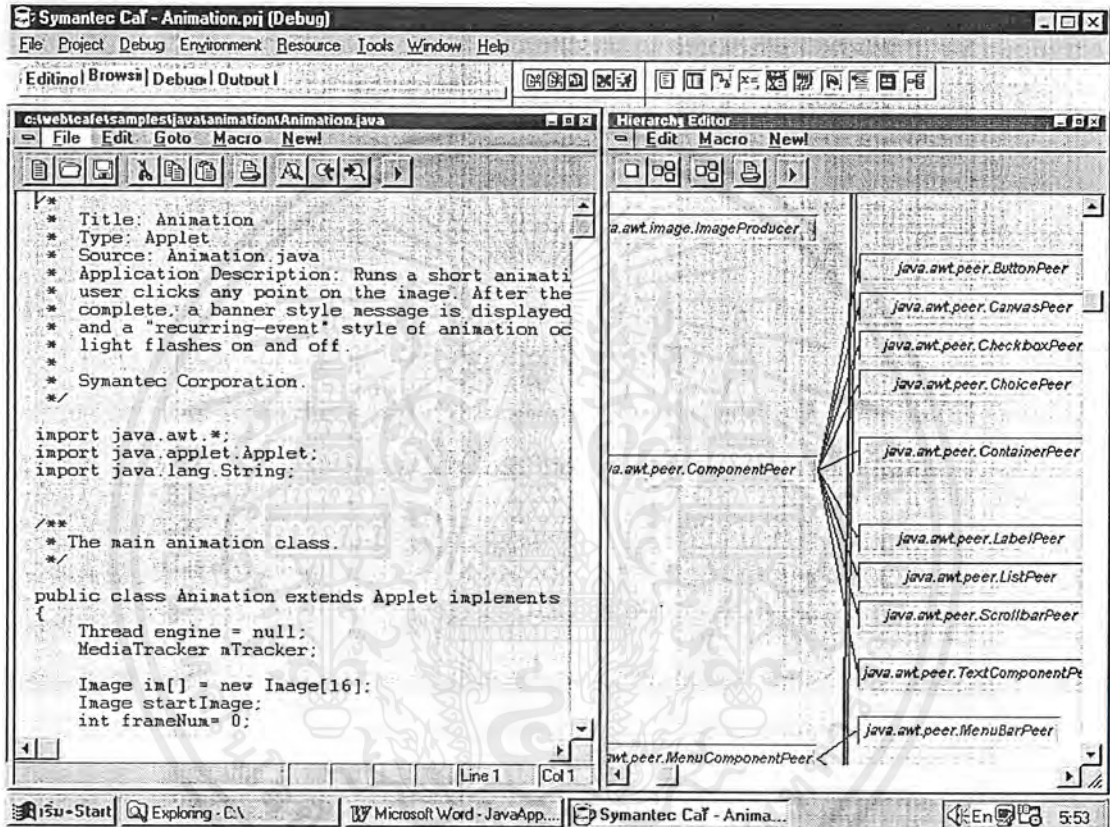 Symantec Caf - Animation.prj (Debug)
File Project Debug Environment Resource Tools Window Help
Editing Browsi Debug Output
c:\web\cafe\samples\java\animation\Animation.java
File Edit Goto Macro New!
/*
* Title: Animation
* Type: Applet
* Source: Animation.java
* Application Description: Runs a short animati
* user clicks any point on the image. After the
* complete, a banner style message is displayed
* and a "recurring-event" style of animation oc
* light flashes on and off.
*
* Symantec Corporation.
*/
import java.awt.*;
import java.applet.Applet;
import java.lang.String;
/**
* The main animation class.
*/
public class Animation extends Applet implements
{
Thread engine = null;
MediaTracker mTracker;
Image im[] = new Image[16];
Image startImage;
int frameNum= 0;
Line 1 Col 1
Hierarchy Editor
Edit Macro New!
a.awt.image.ImageProducer
java.awt.peer.ButtonPeer
java.awt.peer.CanvasPeer
java.awt.peer.CheckboxPeer
java.awt.peer.ChoicePeer
java.awt.peer.ContainerPeer
va.awt.peer.ComponentPeer
java.awt.peer.LabelPeer
java.awt.peer.ListPeer
java.awt.peer.ScrollbarPeer
java.awt.peer.TextComponentPe
java.awt.peer.MenuBarPeer
awt.peer.MenuComponentPeer
เริ่ม-Start Exploring - C:\ Microsoft Word - JavaApp.... Symantec Caf - Anima... En 5:53